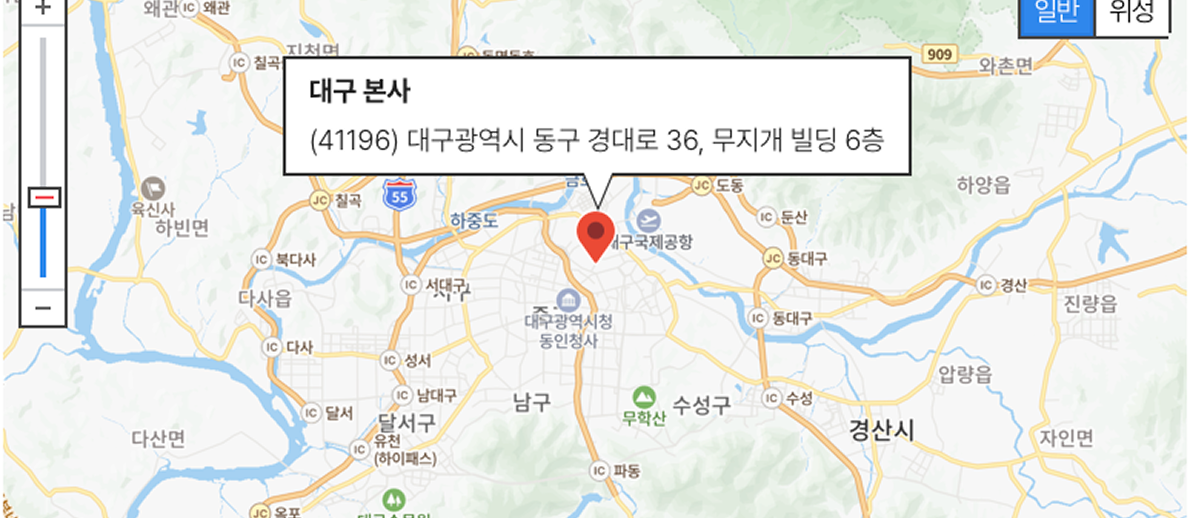 +
왜관
IC 왜관
일반
위성
지천면
IC 칠곡
JC
909
와촌면
대구 본사
(41196) 대구광역시 동구 경대로 36, 무지개 빌딩 6층
육신사
하빈면
JC 칠곡
55
하중도
JC 도동
하양읍
IC 둔산
대구국제공항
IC 북다사
JC 동대구
IC 서대구
IC 경산
다사읍
진량읍
대구광역시청
동인청사
IC 동대구
IC 다사
IC 성서
압량읍
IC 남대구
남구
무학산
수성구
IC 수성
IC 달서
달서구
경산시
다산면
유천
IC
(하이패스)
자인면
IC 파동
JC 옥포
−